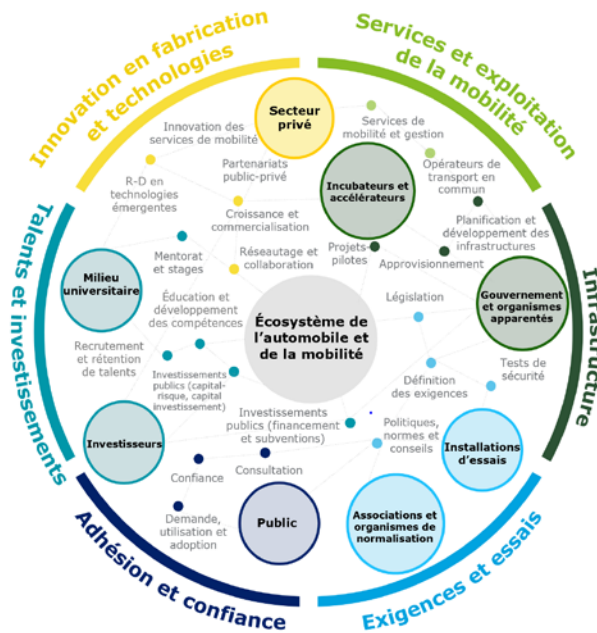 Innovation en fabrication
et technologies
Services et exploitation
de la mobilité
Secteur
privé
Innovation des
services de mobilité
Services de
mobilité et gestion
Partenariats
public-privé
Opérateurs de
transport en
commun
R-D en
technologies
émergentes
Incubateurs et
accélérateurs
Croissance et
commercialisation
Planification et
développement des
infrastructures
Projets-
pilotes
Mentorat
et stages
Réseautage et
collaboration
Approvisionnement
Talents et investissements
Milieu
universitaire
Infrastructure
Éducation et
développement
des compétences
Législation
Gouvernement et
organismes
apparentés
Écosystème de
l'automobile et
de la mobilité
Recrutement
et rétention
de talents
Tests de
sécurité
Investissements
publics (capital-
risque, capital
investissement)
Définition
des exigences
Investissements
publics (financement
et subventions)
Politiques,
normes et
conseils
Investisseurs
Installations
d'essais
Confiance
Consultation
Demande,
utilisation et
adoption
Public
Associations et
organismes de
normalisation
Adhésion et confiance
Exigences et essais